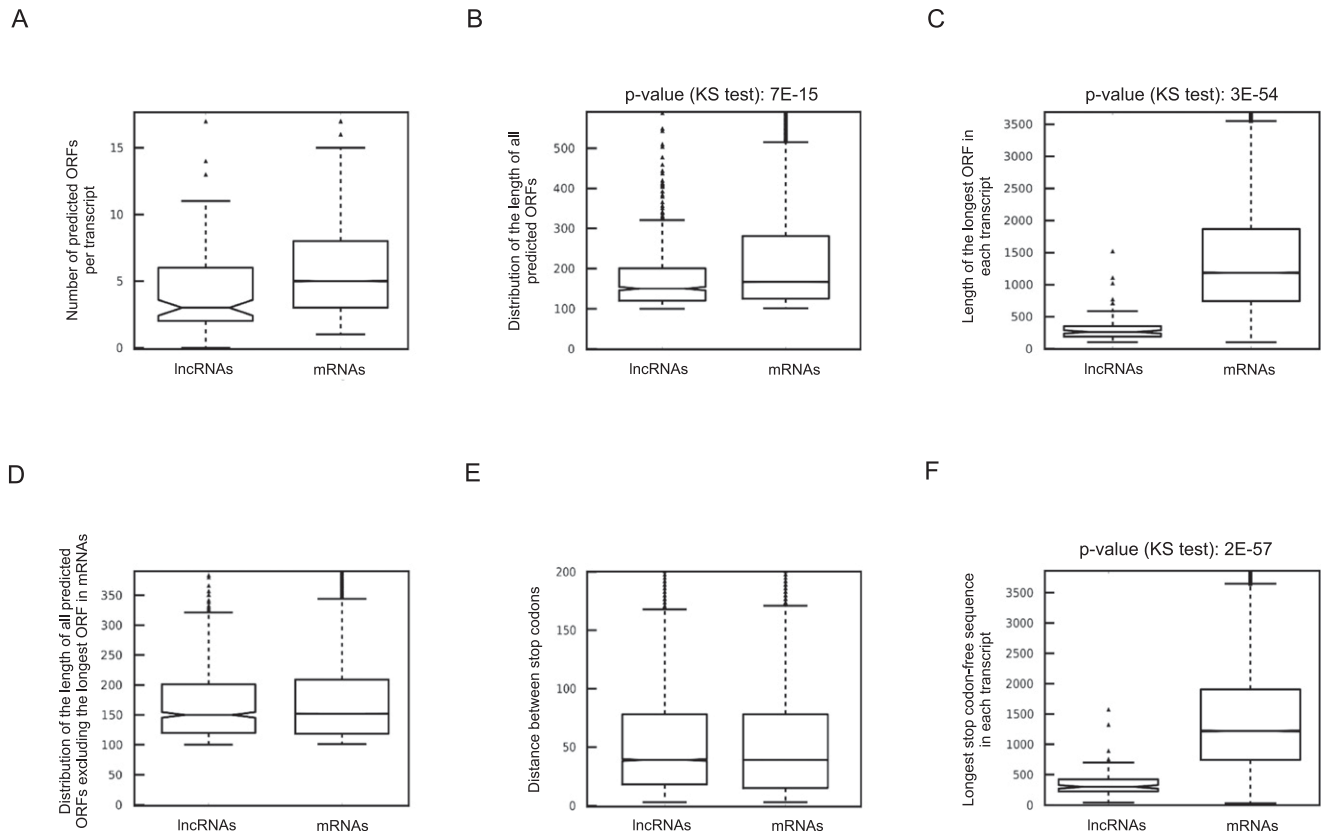 A
Number of predicted ORFs
per transcript
15
10
5
0
lncRNAs
mRNAs
B
p-value (KS test): 7E-15
Distribution of the length of all
predicted ORFs
500
400
300
200
100
0
lncRNAs
mRNAs
C
p-value (KS test): 3E-54
Length of the longest ORF in
each transcript
3500
3000
2500
2000
1500
1000
500
0
lncRNAs
mRNAs
D
Distribution of the length of all predicted
ORFs excluding the longest ORF in mRNAs
350
300
250
200
150
100
50
0
lncRNAs
mRNAs
E
Distance between stop codons
200
150
100
50
0
lncRNAs
mRNAs
F
p-value (KS test): 2E-57
Longest stop codon-free sequence
in each transcript
3500
3000
2500
2000
1500
1000
500
0
lncRNAs
mRNAs